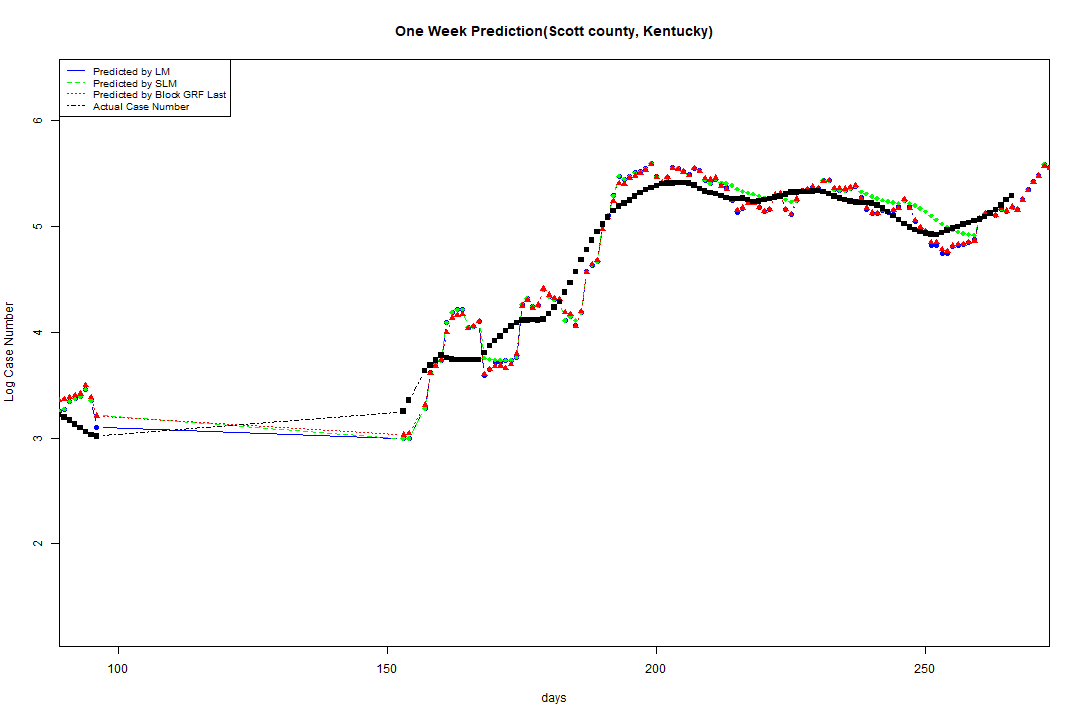 One Week Prediction(Scott county, Kentucky)
Predicted by LM
Predicted by SLM
Predicted by Block GRF Last
Actual Case Number
Log Case Number
6
5
4
3
2
100 150 200 250
days